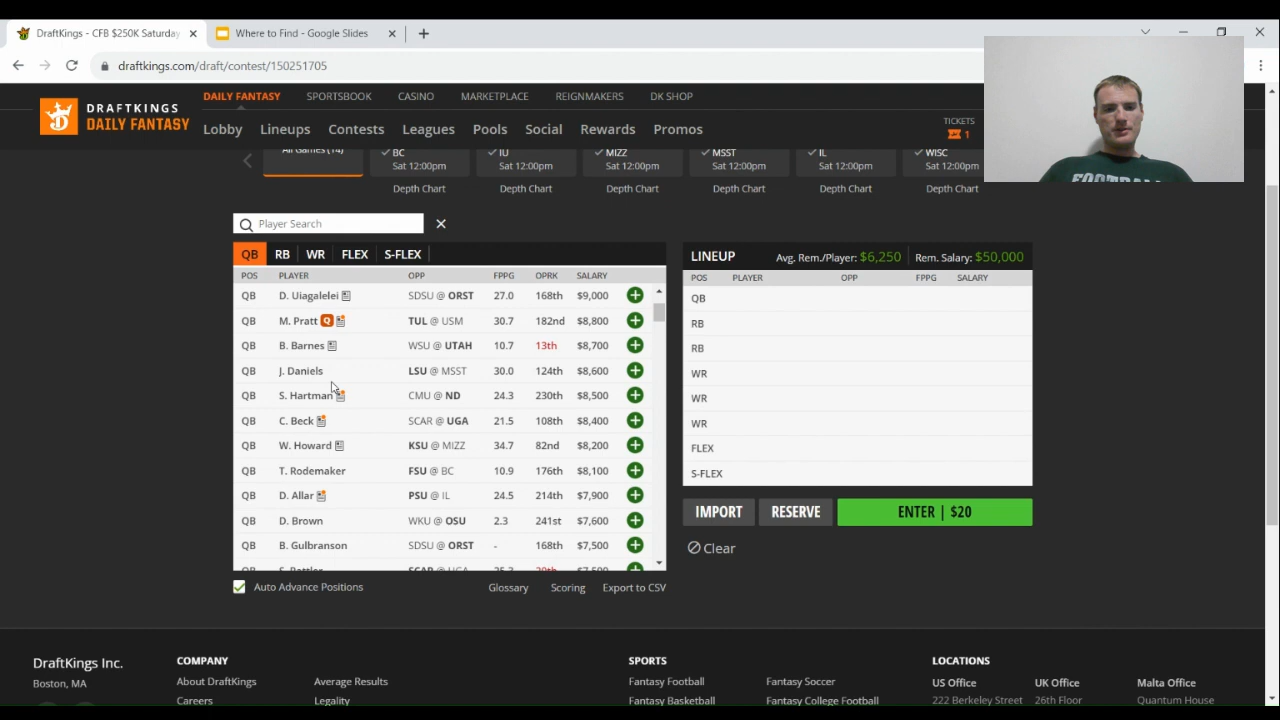 DraftKings - CFB $250K Saturday
Where to Find - Google Slides
draftkings.com/draft/contest/150251705
DRAFTKINGS
DAILY FANTASY
DAILY FANTASY SPORTSBOOK CASINO MARKETPLACE REIGNMAKERS DK SHOP
Lobby Lineups Contests Leagues Pools Social Rewards Promos
TICKETS
1
All Games (14) BC IU MIZZ MSST IL WISC
Sat 12:00pm Sat 12:00pm Sat 12:00pm Sat 12:00pm Sat 12:00pm Sat 12:00pm
Depth Chart Depth Chart Depth Chart Depth Chart Depth Chart Depth Chart
Player Search
QB RB WR FLEX S-FLEX
POS PLAYER OPP FPPG OPRK SALARY
QB D. Uiagalelei SDSU @ ORST 27.0 168th $9,000
QB M. Pratt Q TUL @ USM 30.7 182nd $8,800
QB B. Barnes WSU @ UTAH 10.7 13th $8,700
QB J. Daniels LSU @ MSST 30.0 124th $8,600
QB S. Hartman CMU @ ND 24.3 230th $8,500
QB C. Beck SCAR @ UGA 21.5 108th $8,400
QB W. Howard KSU @ MIZZ 34.7 82nd $8,200
QB T. Rodemaker FSU @ BC 10.9 176th $8,100
QB D. Allar PSU @ IL 24.5 214th $7,900
QB D. Brown WKU @ OSU 2.3 241st $7,600
QB B. Gulbranson SDSU @ ORST - 168th $7,500
LINEUP Avg. Rem./Player: $6,250 Rem. Salary: $50,000
POS PLAYER OPP FPPG SALARY
QB
RB
RB
WR
WR
WR
FLEX
S-FLEX
IMPORT RESERVE ENTER | $20
Clear
Auto Advance Positions Glossary Scoring Export to CSV
FOOTBALL
DraftKings Inc.
Boston, MA
COMPANY
About DraftKings Average Results
Careers Legality
SPORTS
Fantasy Football Fantasy Soccer
Fantasy Basketball Fantasy College Football
LOCATIONS
US Office UK Office Malta Office
222 Berkeley Street 26th Floor Quantum House